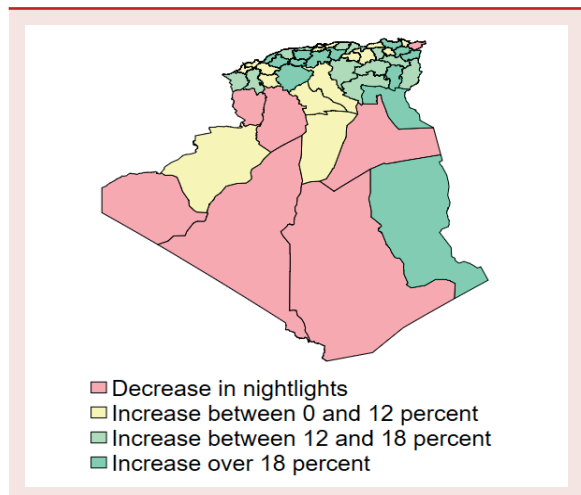 Decrease in nightlights
Increase between 0 and 12 percent
Increase between 12 and 18 percent
Increase over 18 percent